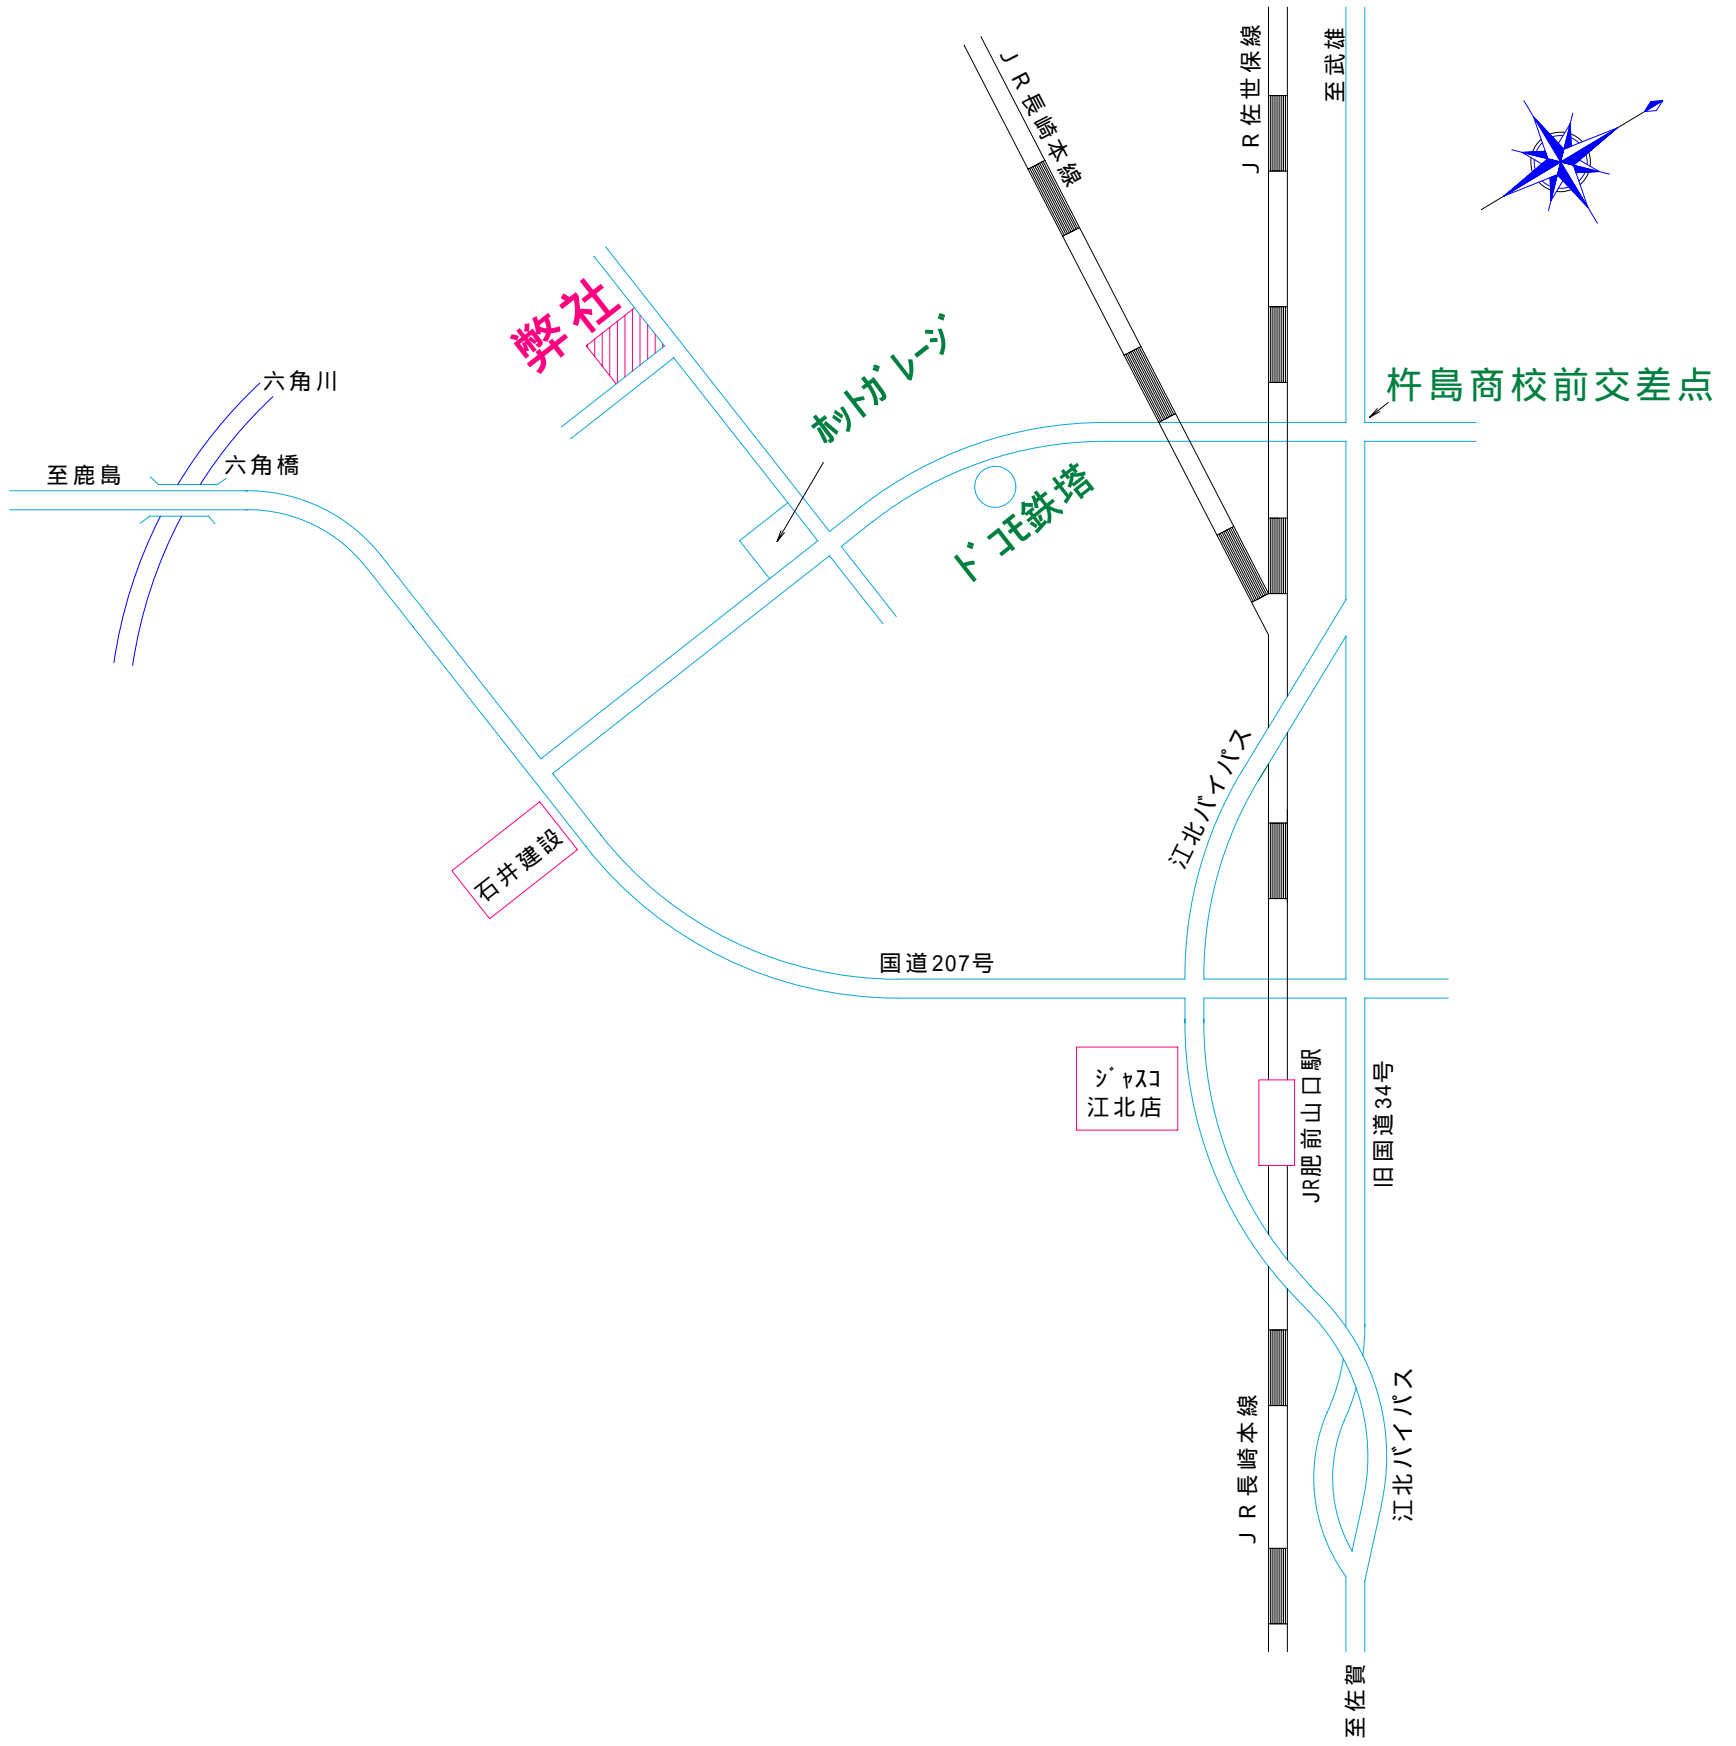 ＪＲ長崎本線
ＪＲ佐世保線
至武雄
弊社
ﾎｯﾄｶﾞﾚｰｼﾞ
杵島商校前交差点
六角川
六角橋
至鹿島
ﾄﾞｺﾓ鉄塔
江北バイパス
石井建設
国道207号
ｼﾞｬｽｺ
江北店
JR肥前山口駅
旧国道34号
ＪＲ長崎本線
江北バイパス
至佐賀